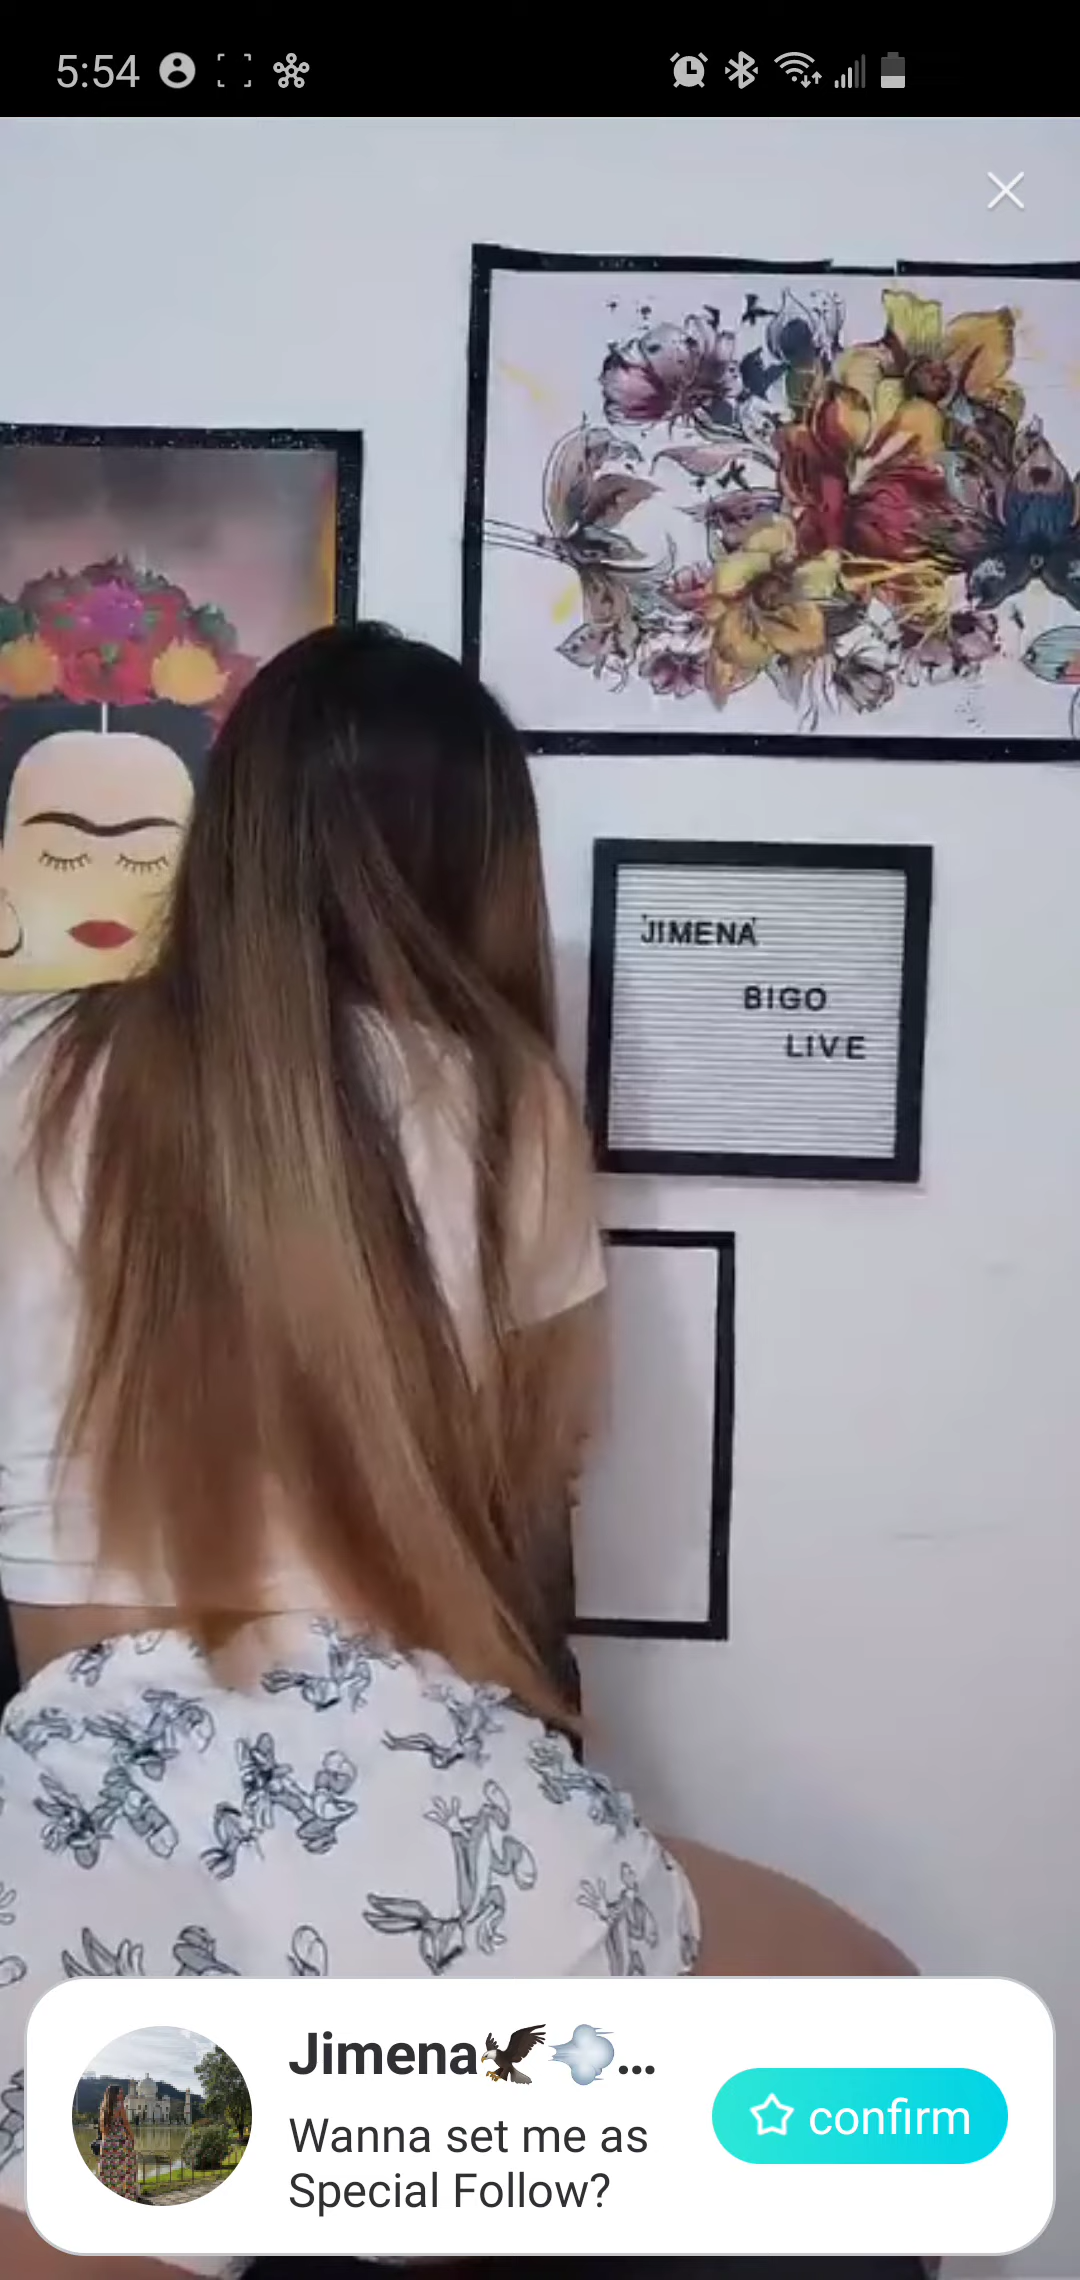 5:54
'JIMENA'
BIGO
LIVE
Jimena🦅💨...
Wanna set me as
Special Follow?
confirm